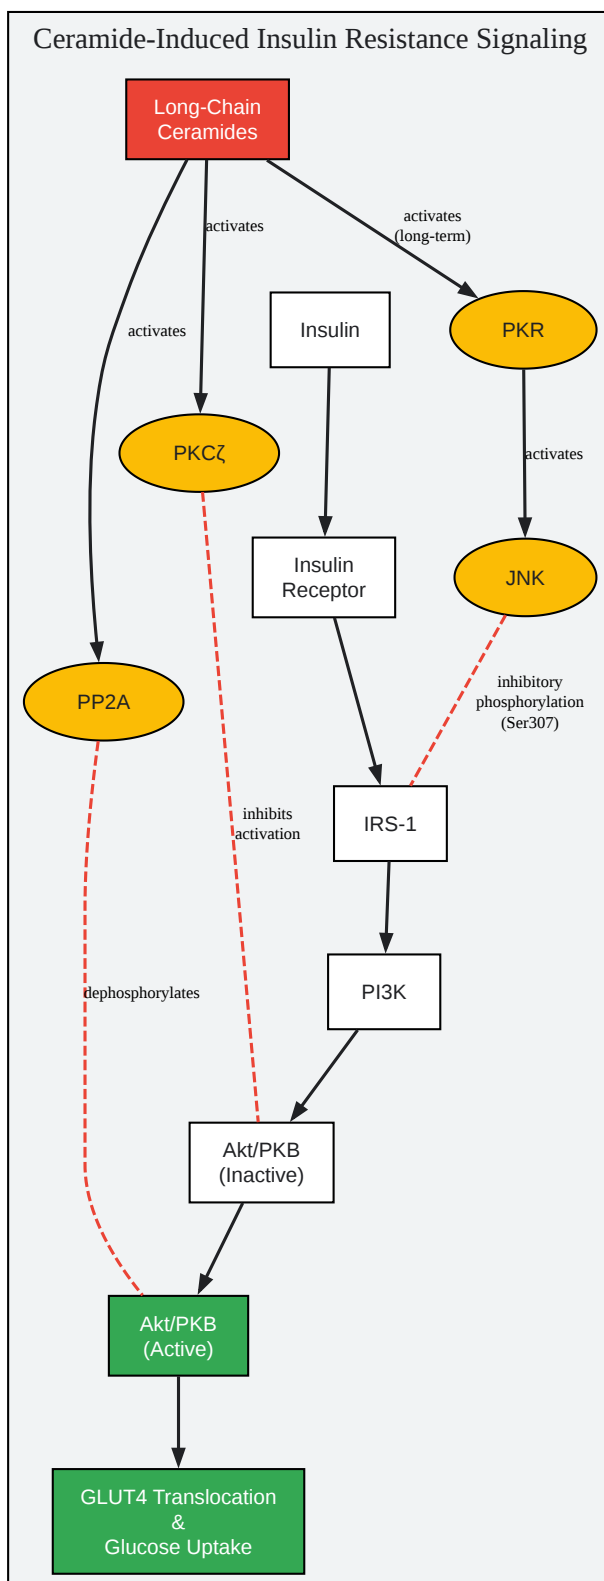 Ceramide-Induced Insulin Resistance Signaling
Long-Chain
Ceramides
activates
(long-term)
activates
activates
Insulin
PKR
PKCζ
activates
Insulin
Receptor
JNK
PP2A
inhibitory
phosphorylation
(Ser307)
IRS-1
inhibits
activation
PI3K
dephosphorylates
Akt/PKB
(Inactive)
Akt/PKB
(Active)
GLUT4 Translocation
&
Glucose Uptake